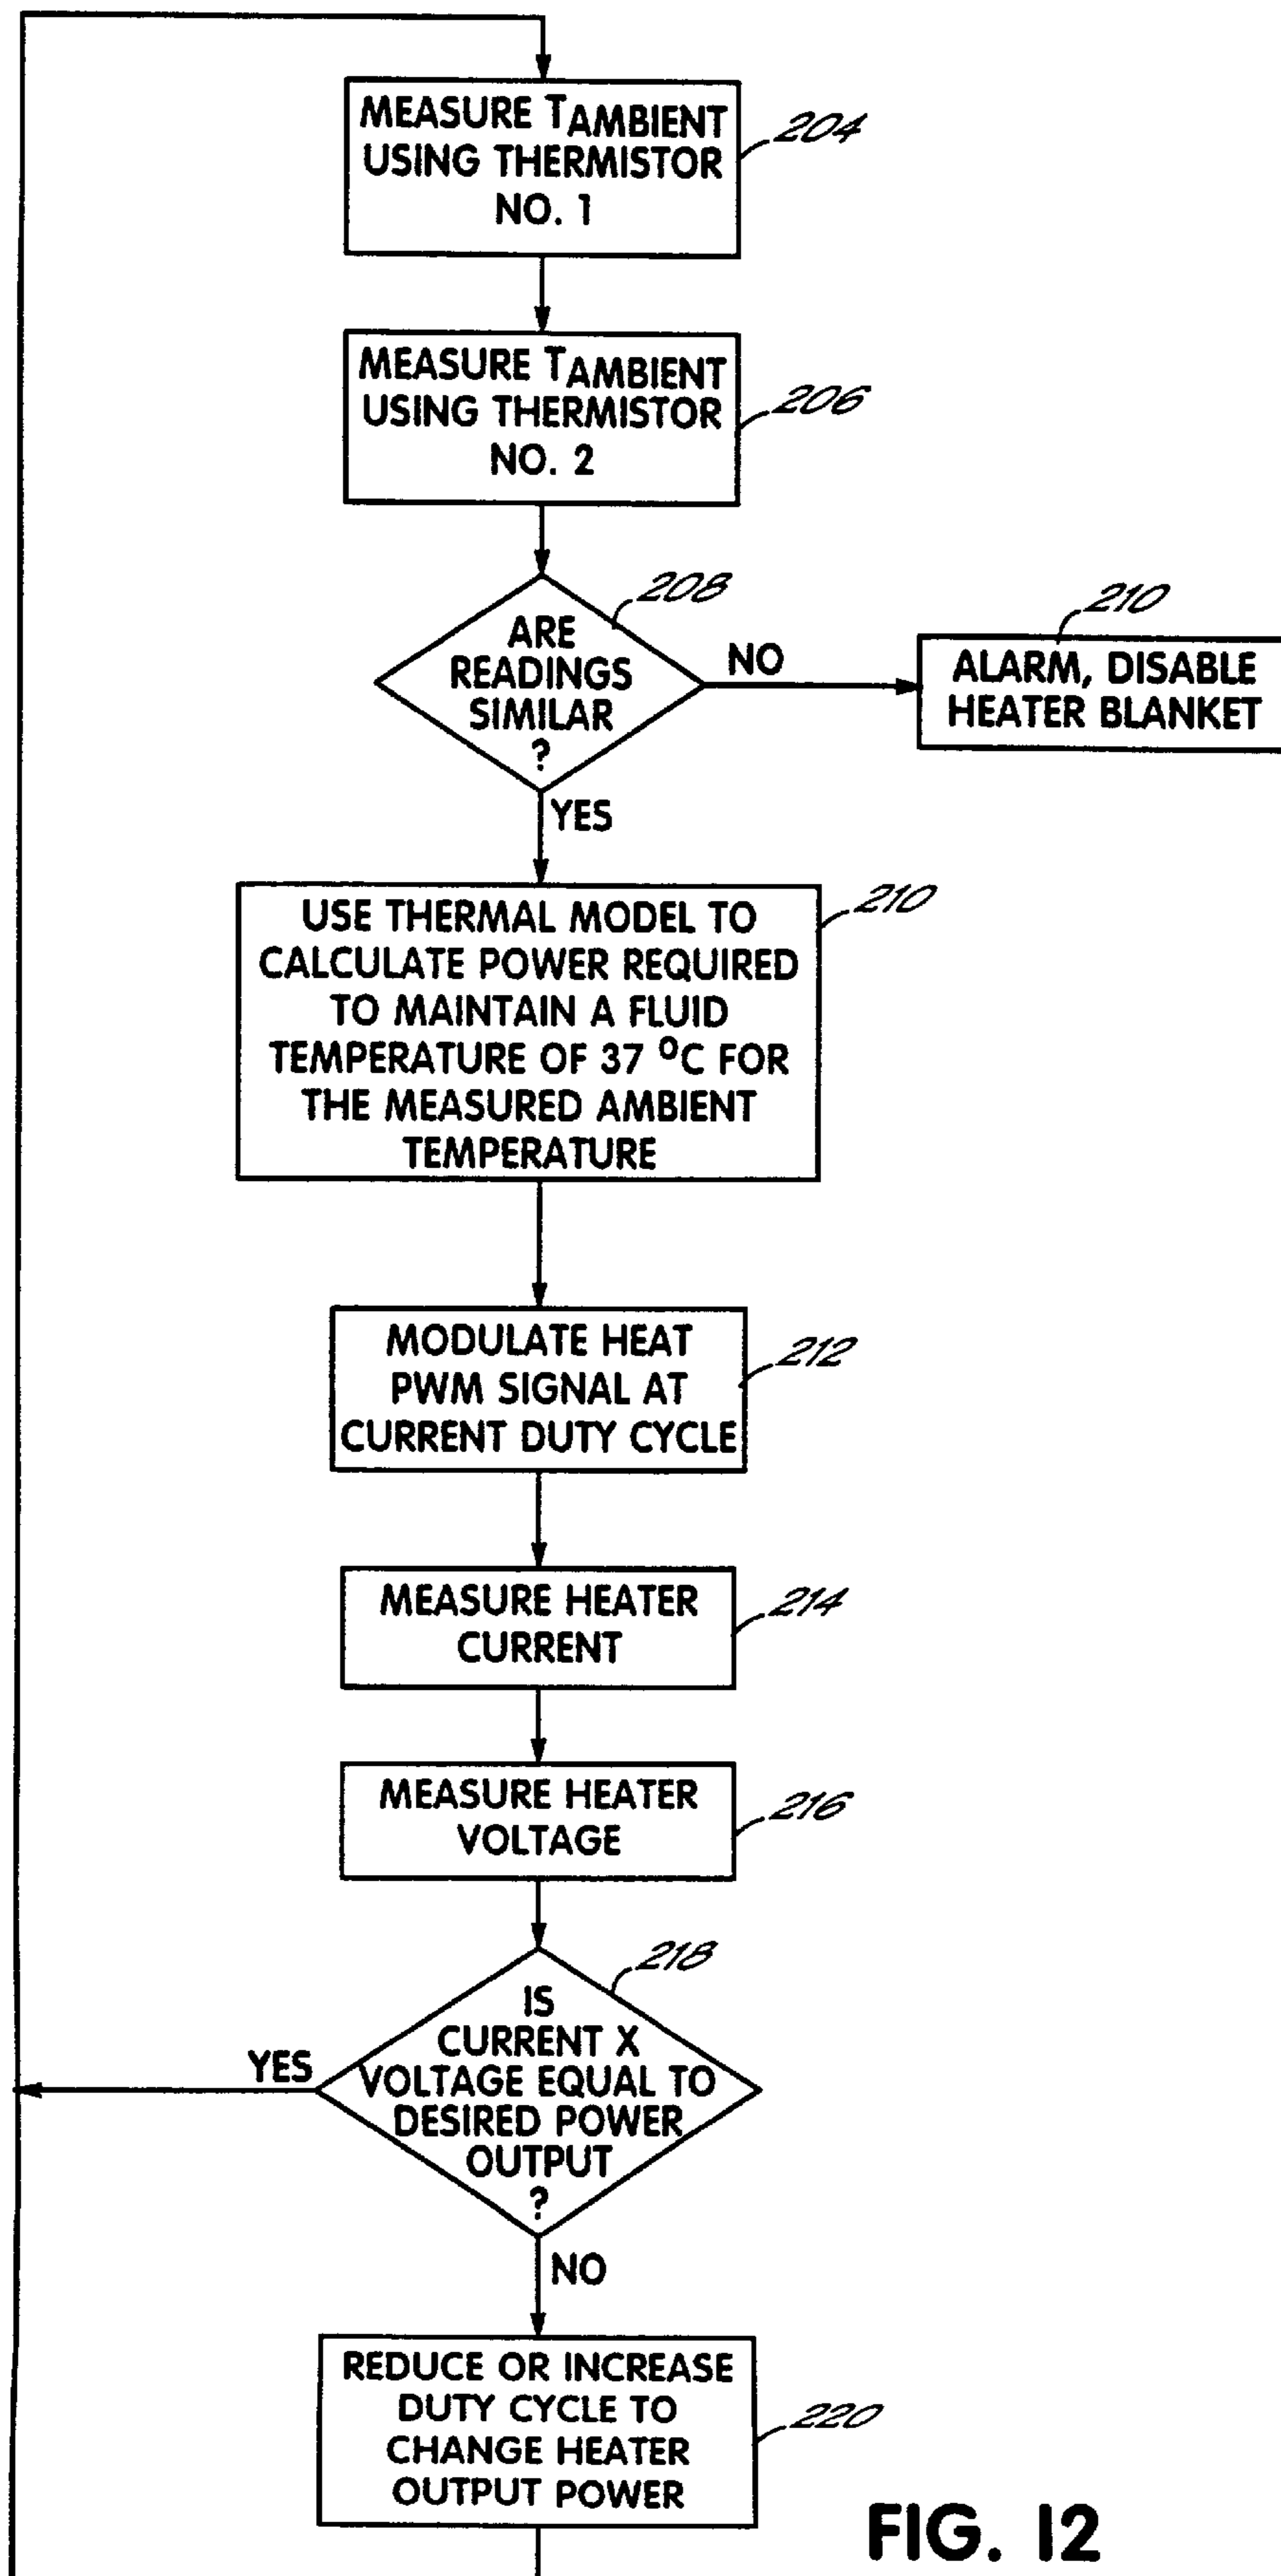 MEASURE TAMBIENT
USING THERMISTOR
NO. 1
204
MEASURE TAMBIENT
USING THERMISTOR
NO. 2
206
208
ARE
READINGS
SIMILAR
?
NO
210
ALARM, DISABLE
HEATER BLANKET
YES
USE THERMAL MODEL TO
CALCULATE POWER REQUIRED
TO MAINTAIN A FLUID
TEMPERATURE OF 37 °C FOR
THE MEASURED AMBIENT
TEMPERATURE
210
MODULATE HEAT
PWM SIGNAL AT
CURRENT DUTY CYCLE
212
MEASURE HEATER
CURRENT
214
MEASURE HEATER
VOLTAGE
216
218
IS
CURRENT X
VOLTAGE EQUAL TO
DESIRED POWER
OUTPUT
?
YES
NO
REDUCE OR INCREASE
DUTY CYCLE TO
CHANGE HEATER
OUTPUT POWER
220
FIG. 12